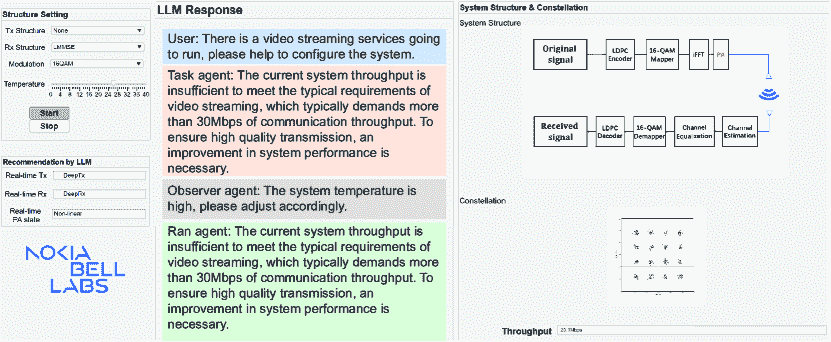 Structure Setting
Tx Structure None
Rx Structure LMMSE
Modulation 16QAM
Temperature
0 4 8 12 16 20 24 28 32 36 40
Start
Stop
Recommendation by LLM
Real-time Tx DeepTx
Real-time Rx DeepRx
Real-time
PA state
Non-linear
NOKIA
BELL
LABS
LLM Response
User: There is a video streaming services going
to run, please help to configure the system.
Task agent: The current system throughput is
insufficient to meet the typical requirements of
video streaming, which typically demands more
than 30Mbps of communication throughput. To
ensure high quality transmission, an
improvement in system performance is
necessary.
Observer agent: The system temperature is
high, please adjust accordingly.
Ran agent: The current system throughput is
insufficient to meet the typical requirements of
video streaming, which typically demands more
than 30Mbps of communication throughput. To
ensure high quality transmission, an
improvement in system performance is
necessary.
System Structure & Constellation
System Structure
Original
signal
LDPC
Encoder
16-QAM
Mapper
iFFT
PA
Received
signal
LDPC
Decoder
16-QAM
Demapper
Channel
Equalization
Channel
Estimation
Constellation
Throughput